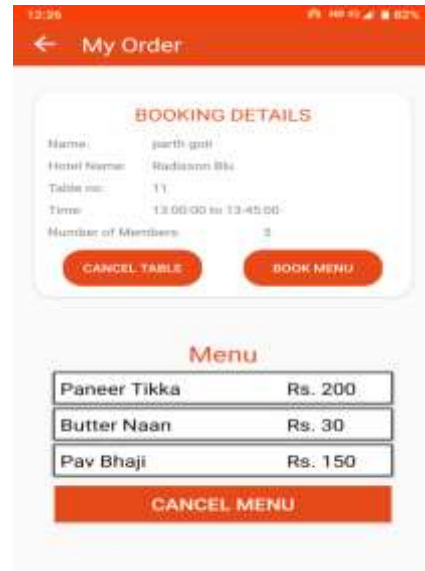 12:26 82%
My Order
BOOKING DETAILS
Name: parth goti
Hotel Name: Radisson Blu
Table no: 11
Time: 13:00:00 to 13:45:00
Number of Members
CANCEL TABLE BOOK MENU
Menu
Paneer Tikka Rs. 200
Butter Naan Rs. 30
Pav Bhaji Rs. 150
CANCEL MENU